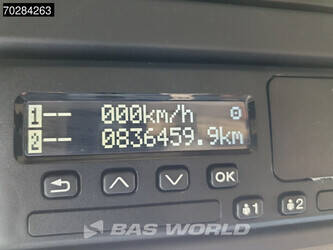 70284263
1-- 000km/h
2-- 0836459.9km
OK
1 2
BAS WORLD